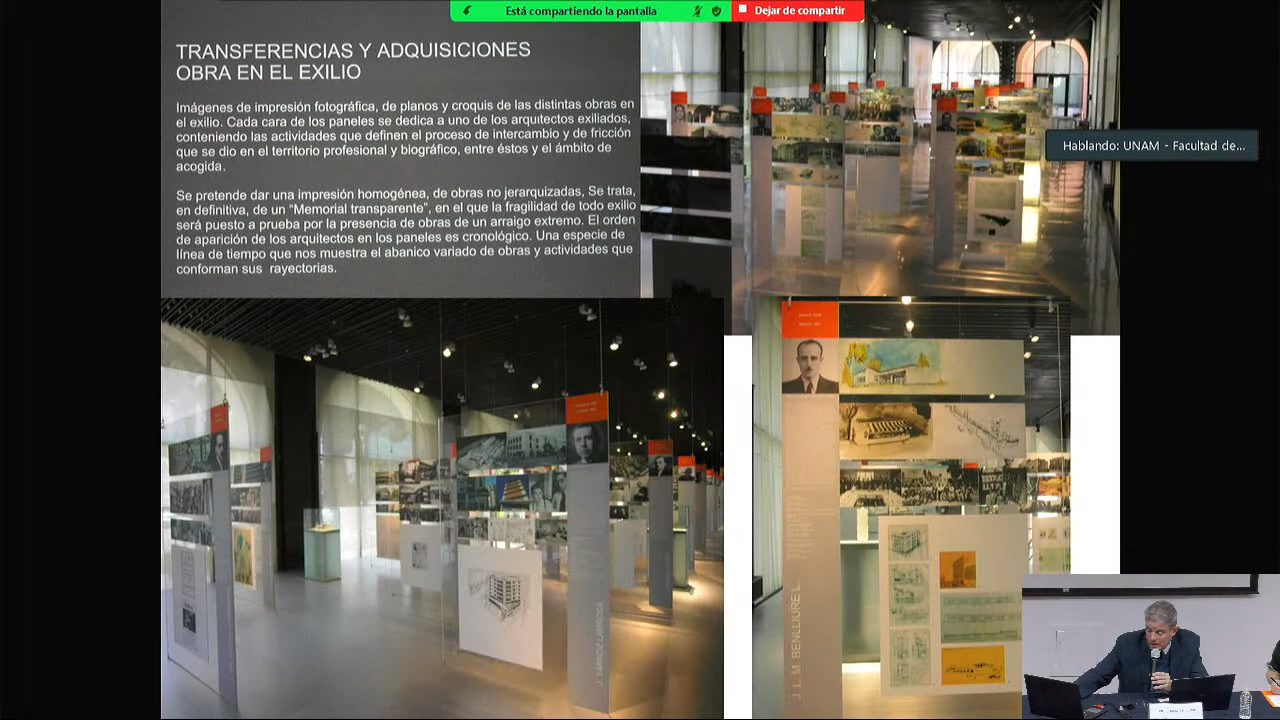 Está compartiendo la pantalla
Dejar de compartir
TRANSFERENCIAS Y ADQUISICIONES
OBRA EN EL EXILIO
Imágenes de impresión fotográfica, de planos y croquis de las distintas obras en
el exilio. Cada cara de los paneles se dedica a uno de los arquitectos exiliados,
conteniendo las actividades que definen el proceso de intercambio y de fricción
que se dio en el territorio profesional y biográfico, entre éstos y el ámbito de
acogida.
Se pretende dar una impresión homogénea, de obras no jerarquizadas, Se trata,
en definitiva, de un "Memorial transparente", en el que la fragilidad de todo exilio
será puesto a prueba por la presencia de obras de un arraigo extremo. El orden
de aparición de los arquitectos en los paneles es cronológico. Una especie de
línea de tiempo que nos muestra el abanico variado de obras y actividades que
conforman sus rayectorias.
Hablando: UNAM - Facultad de...
J. YARNOZ LARROSA
J. L. M. BENLLIURE L.